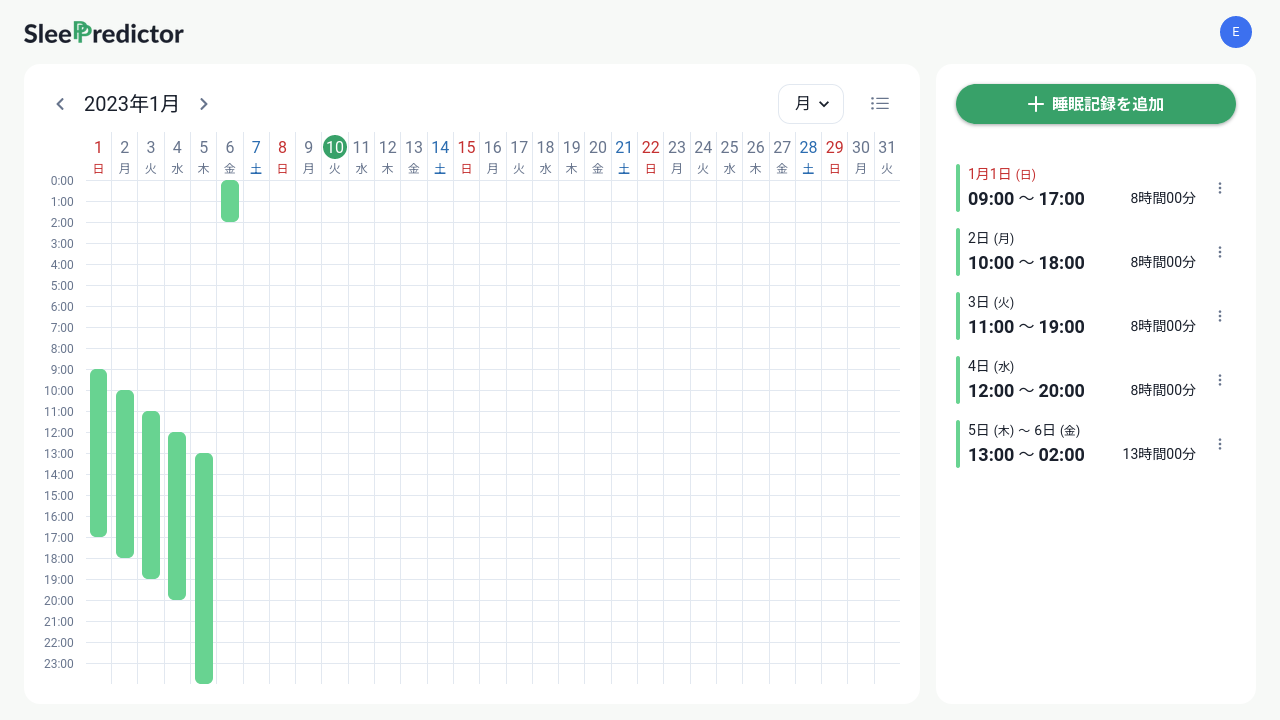 SleePredictor
E
2023年1月
月
1 2 3 4 5 6 7 8 9 10 11 12 13 14 15 16 17 18 19 20 21 22 23 24 25 26 27 28 29 30 31
日 月 火 水 木 金 土 日 月 火 水 木 金 土 日 月 火 水 木 金 土 日 月 火 水 木 金 土 日 月 火
0:00
1:00
2:00
3:00
4:00
5:00
6:00
7:00
8:00
9:00
10:00
11:00
12:00
13:00
14:00
15:00
16:00
17:00
18:00
19:00
20:00
21:00
22:00
23:00
睡眠記録を追加
1月1日 (日)
09:00 〜 17:00 8時間00分
2日 (月)
10:00 〜 18:00 8時間00分
3日 (火)
11:00 〜 19:00 8時間00分
4日 (水)
12:00 〜 20:00 8時間00分
5日 (木) 〜 6日 (金)
13:00 〜 02:00 13時間00分